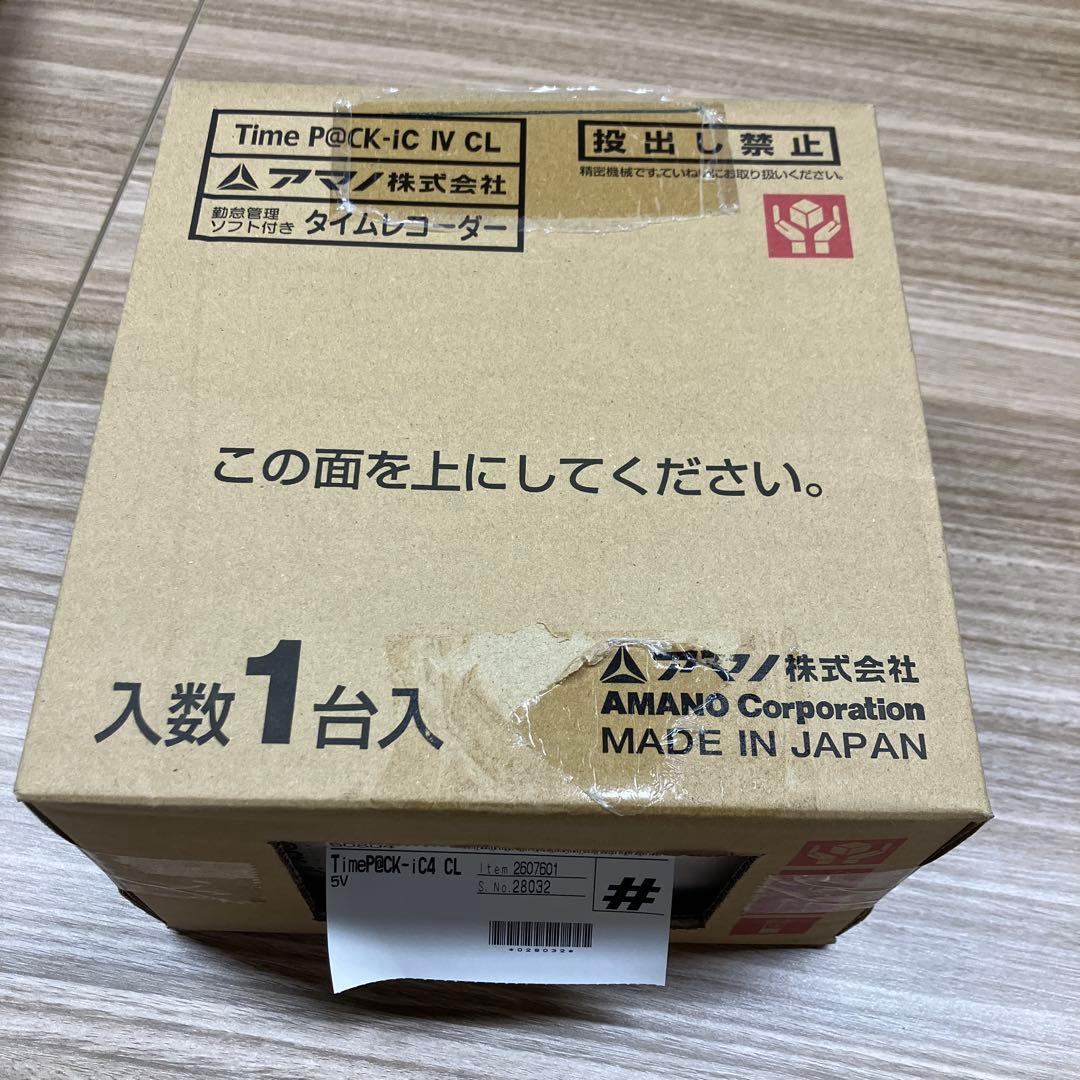 Time P@CK-iC Ⅳ CL
アマノ株式会社
勤怠管理
ソフト付き タイムレコーダー
投出し禁止
精密機械です。ていねいにお取り扱いください。
この面を上にしてください。
入数1台入
アマノ株式会社
AMANO Corporation
MADE IN JAPAN
TimeP@CK-iC4 CL
5V
Item 2607601
S. No. 28032
#
*028032*